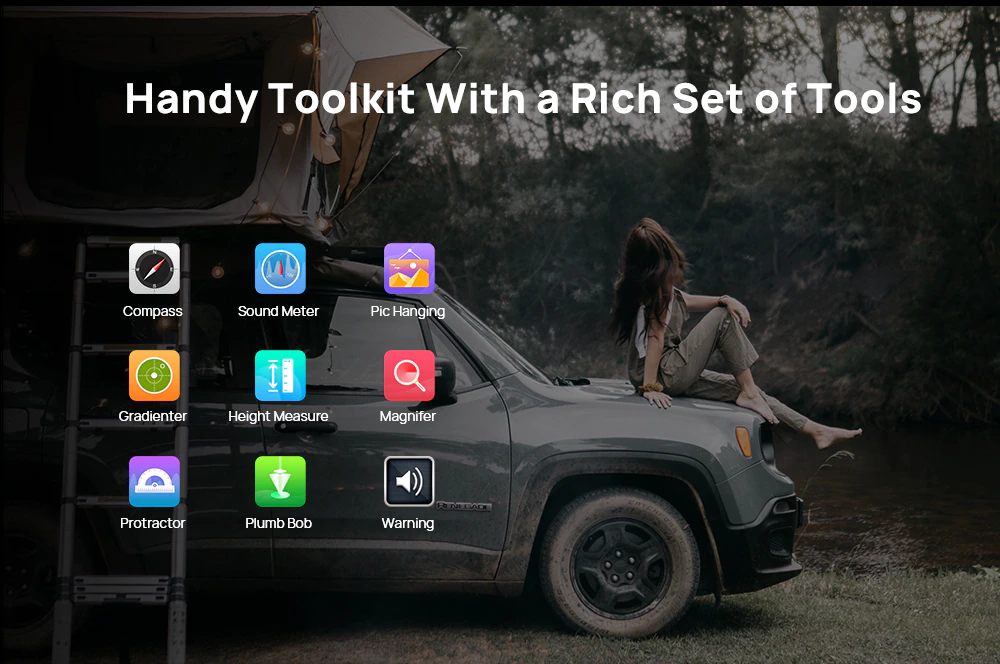 Handy Toolkit With a Rich Set of Tools
Compass
Sound Meter
Pic Hanging
Gradienter
Height Measure
Magnifer
Protractor
Plumb Bob
Warning
RENEGADE